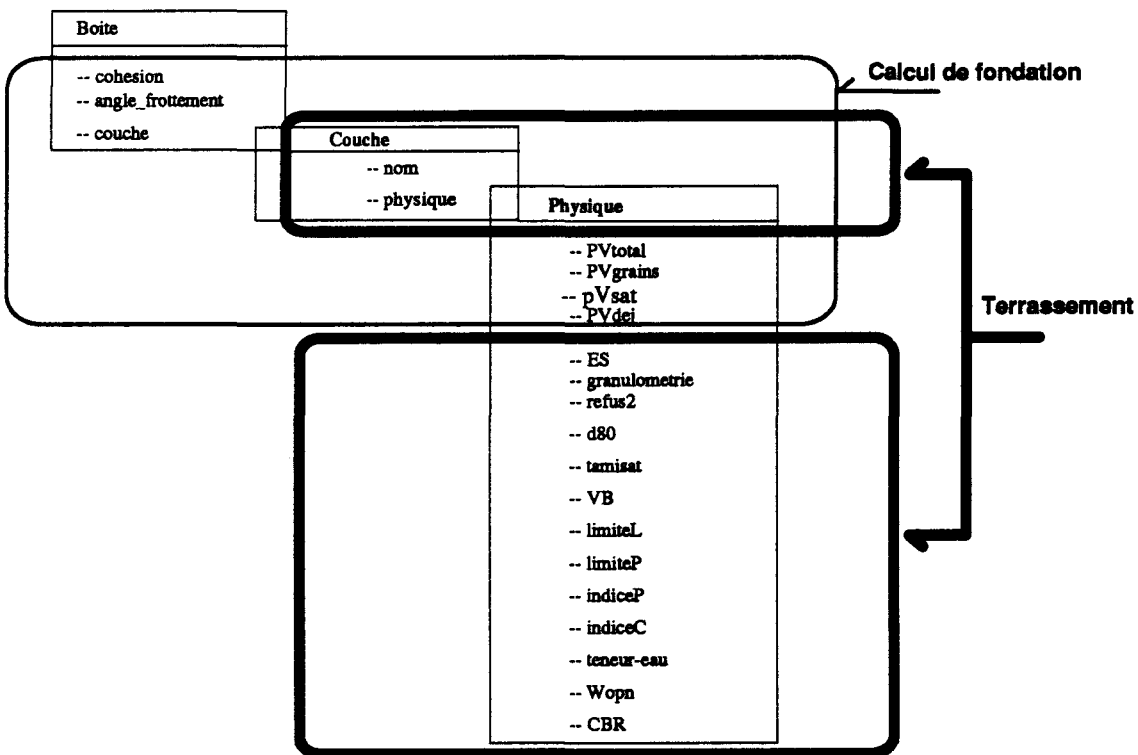 Boite
-- cohesion
-- angle_frottement
-- couche
Calcul de fondation
Couche
-- nom
-- physique
Physique
-- PVtotal
-- PVgrains
-- pVsat
-- PVdej
Terrassement
-- ES
-- granulometrie
-- refus2
-- d80
-- tamisat
-- VB
-- limiteL
-- limiteP
-- indiceP
-- indiceC
-- teneur-eau
-- Wopn
-- CBR